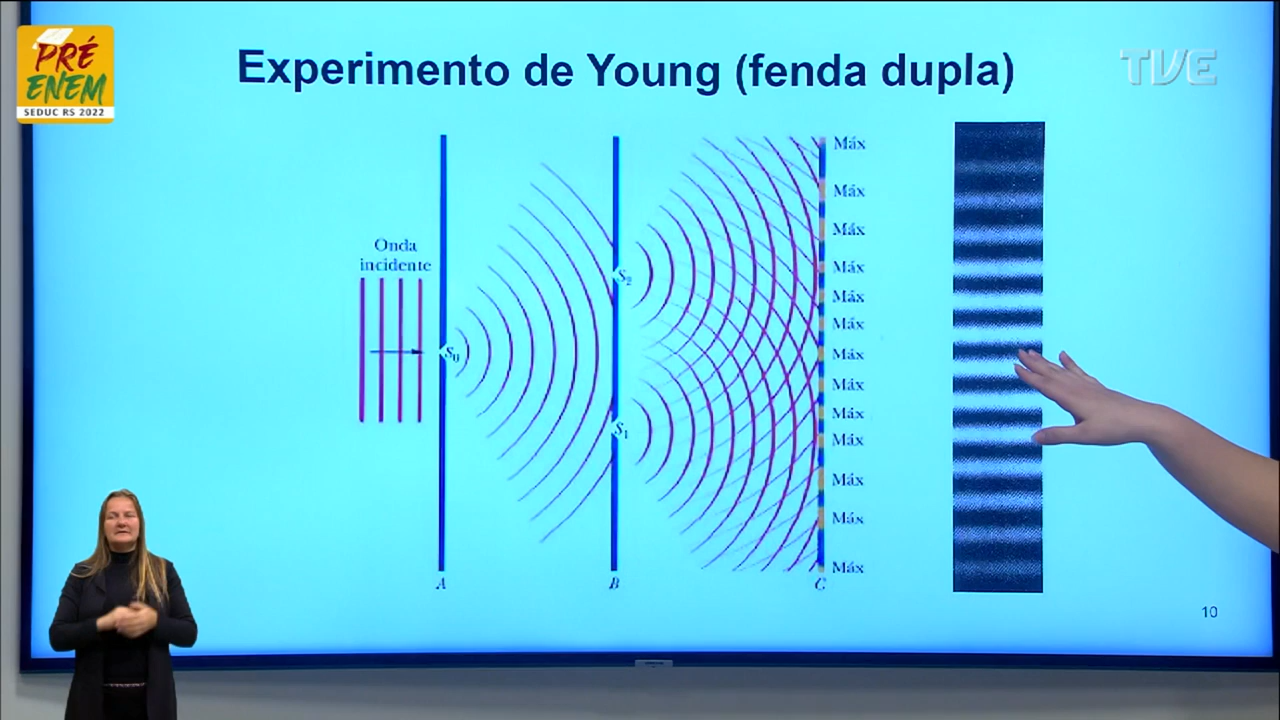 PRÉ
ENEM
SEDUC RS 2022
Experimento de Young (fenda dupla)
TVE
Onda
incidente
S0
S2
S1
Máx
Máx
Máx
Máx
Máx
Máx
Máx
Máx
Máx
Máx
Máx
Máx
Máx
A
B
C
10